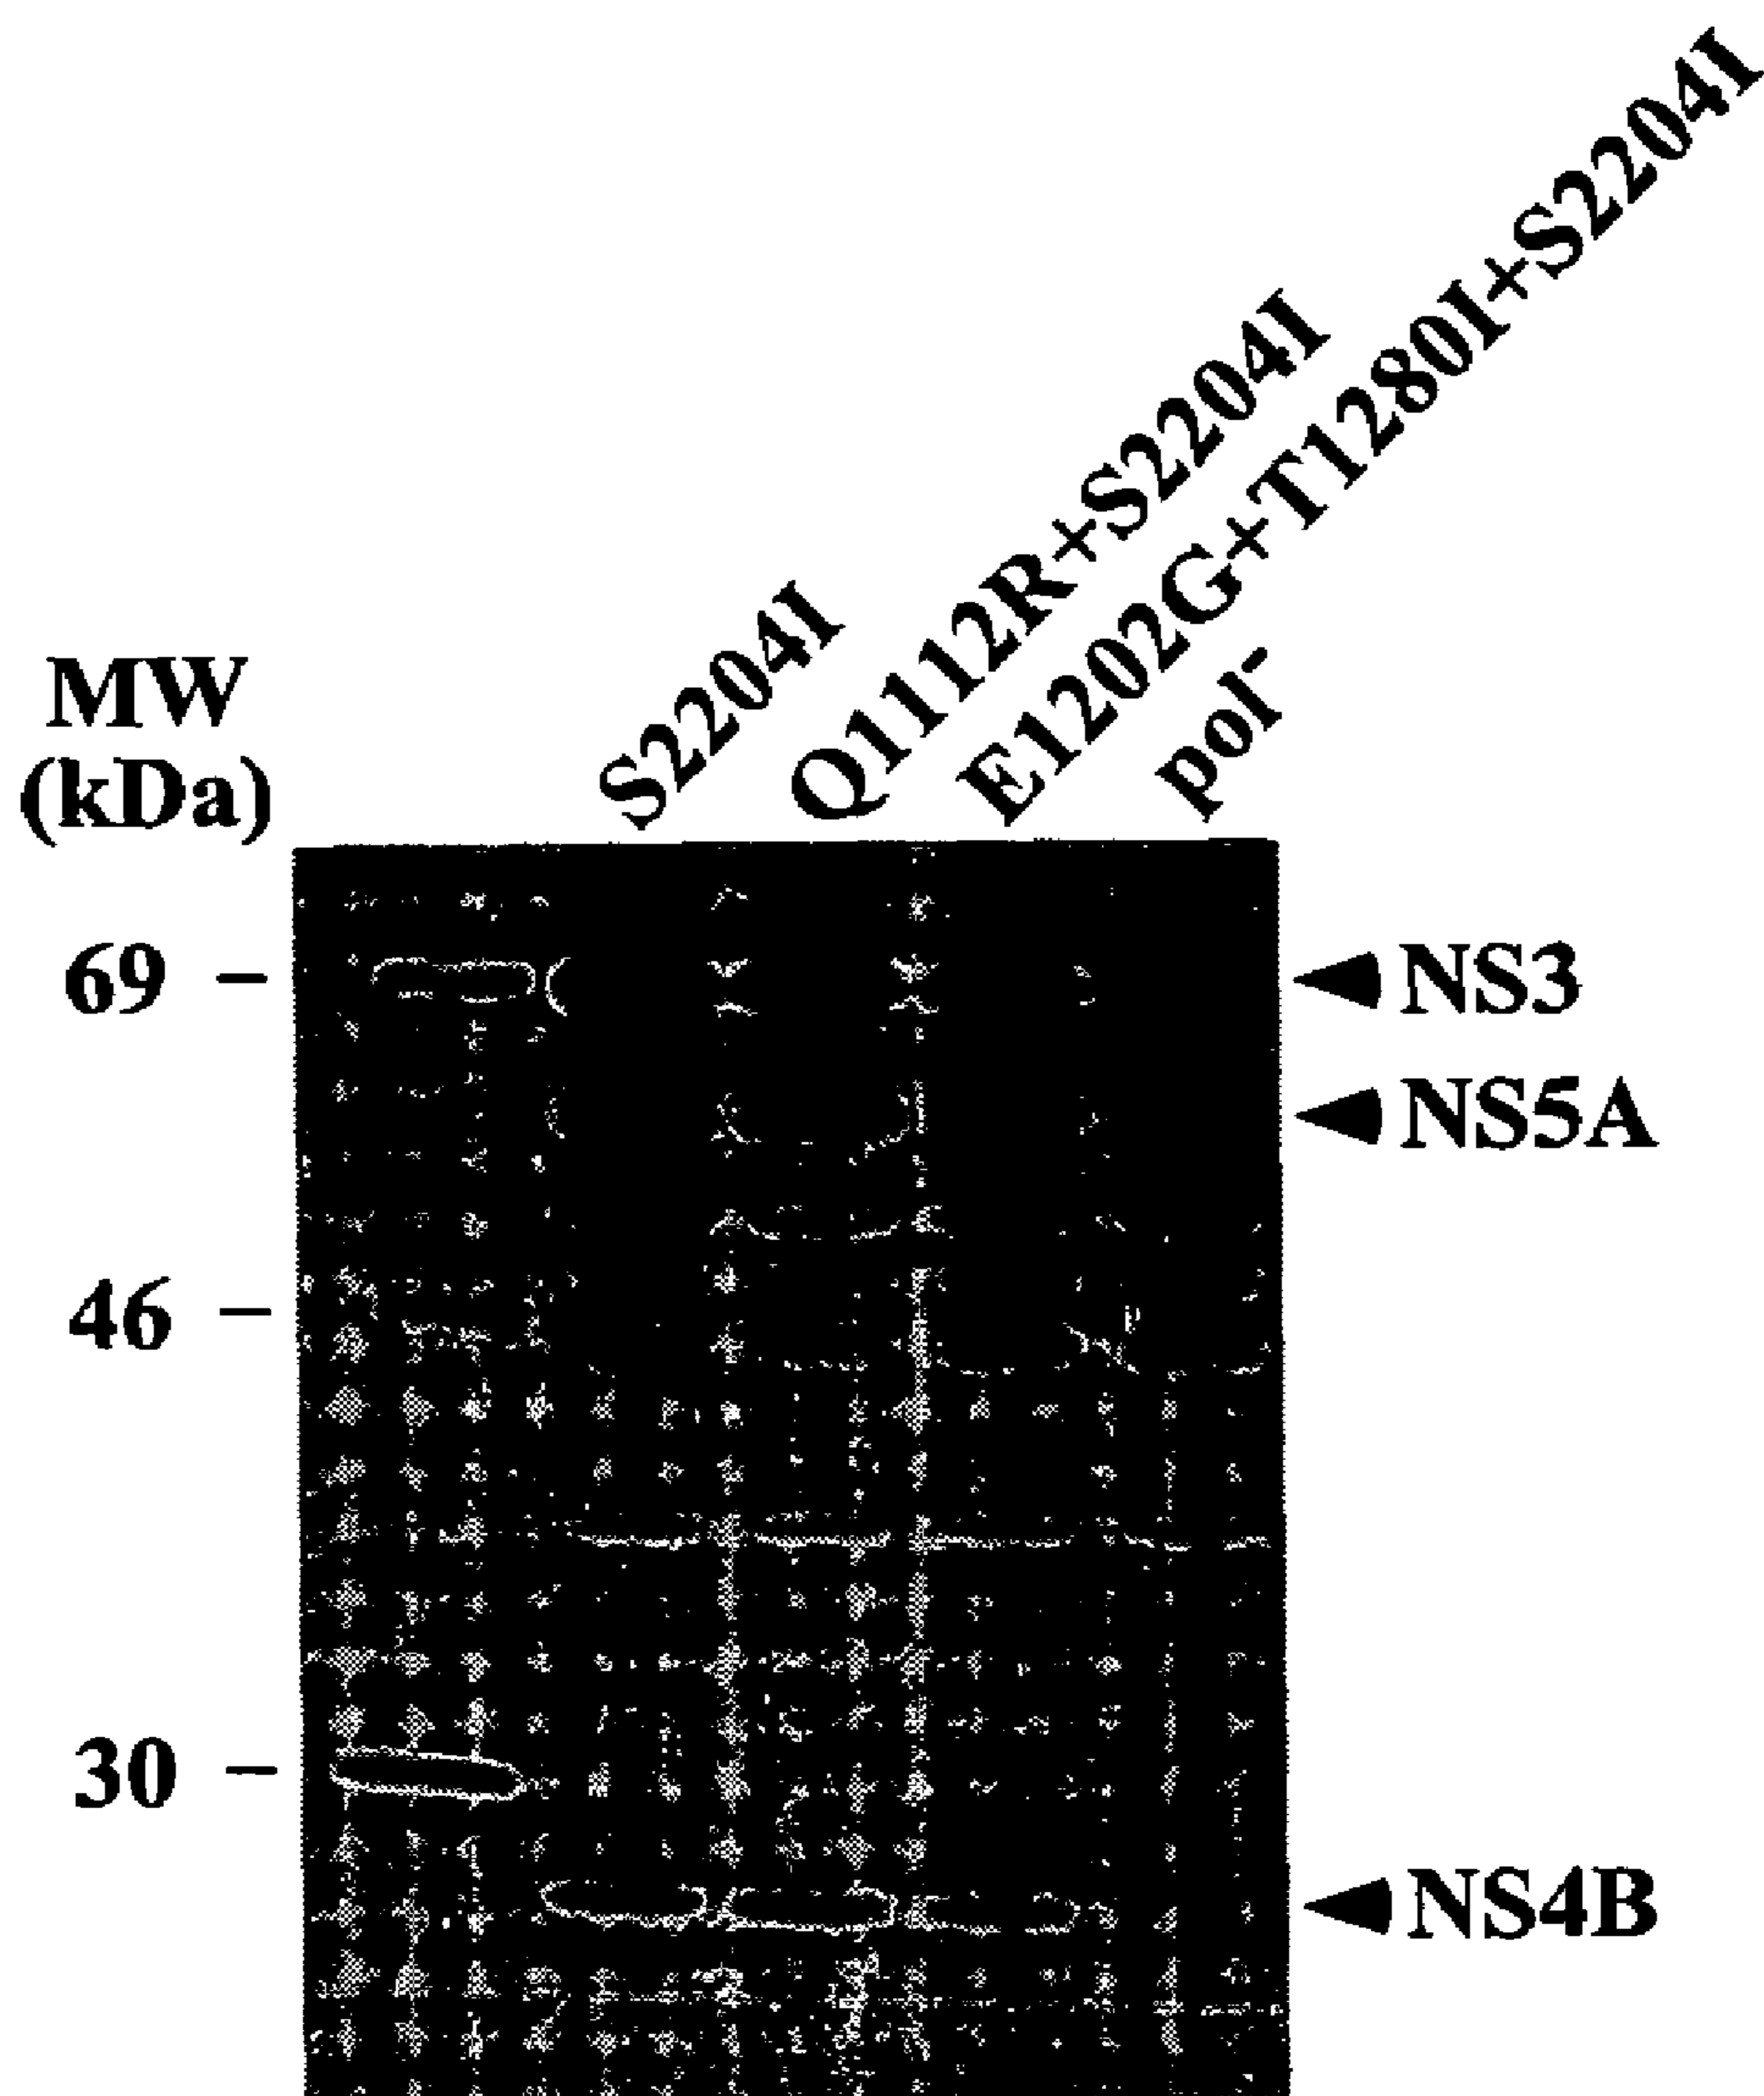 S2204I
Q1112R+S2204I
E1202G+T1280I+S2204I
pol-
MW
(kDa)
69 –
46 –
30 –
NS3
NS5A
NS4B